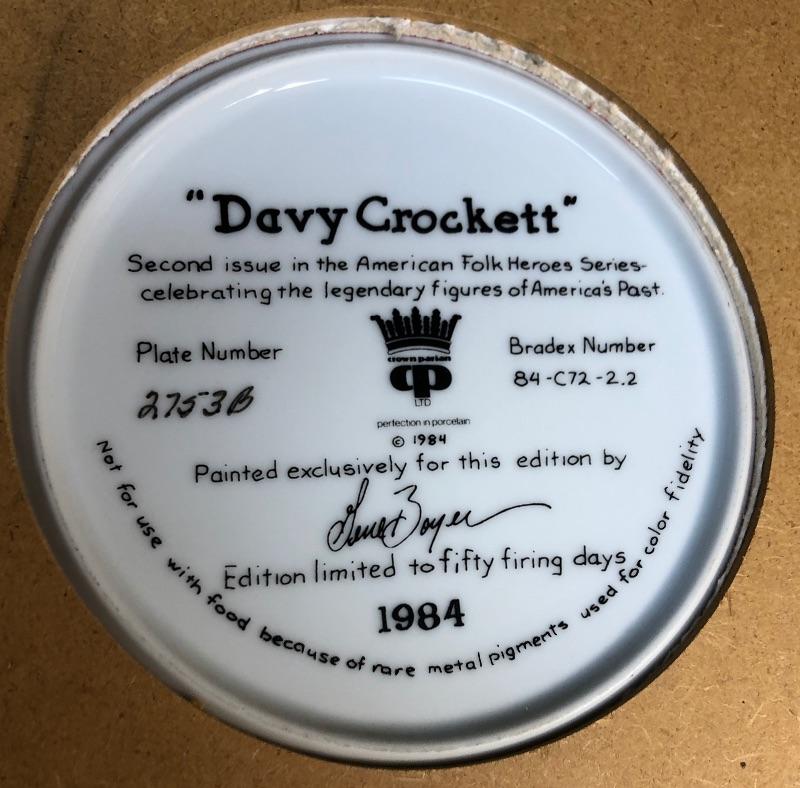 "Davy Crockett"
Second issue in the American Folk Heroes Series-
celebrating the legendary figures of America's Past.
Plate Number
2753B
crown parian
cp
LTD
perfection in porcelain
© 1984
Bradex Number
84-C72-2.2
Painted exclusively for this edition by
Gene Boyer
Edition limited to fifty firing days
1984
Not for use with food because of rare metal pigments used for color fidelity